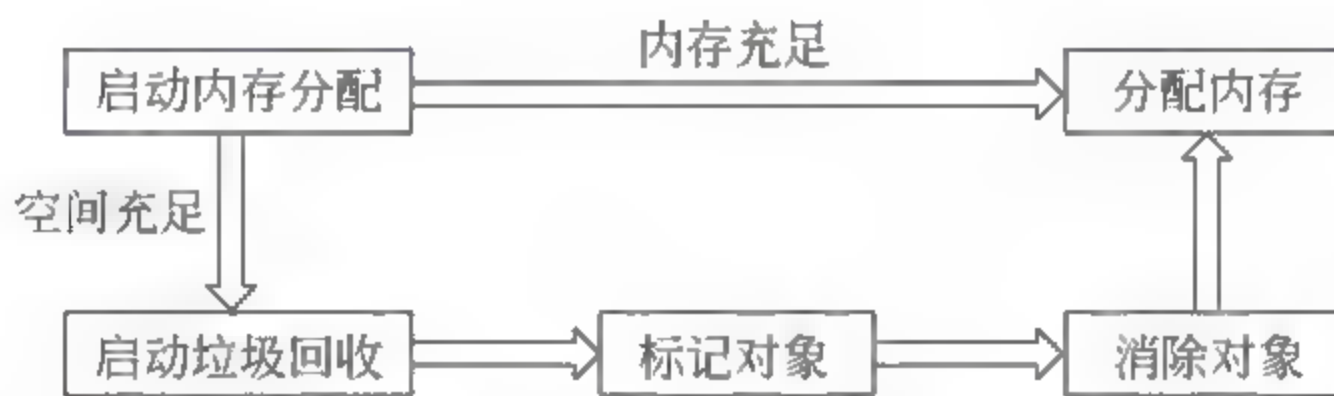 内存充足
启动内存分配
分配内存
空间充足
启动垃圾回收
标记对象
消除对象